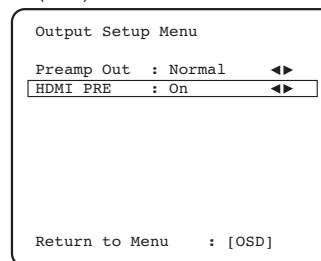 Output Setup Menu
Preamp Out : Normal ◄►
HDMI PRE : On ◄►
Return to Menu : [OSD]